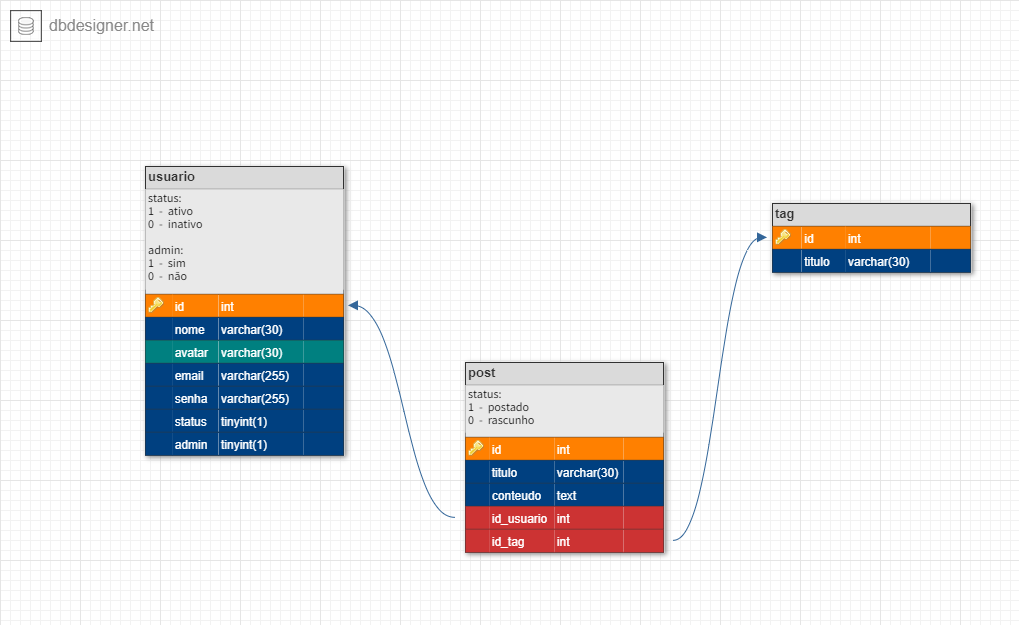 dbdesigner.net
usuario
status:
1 - ativo
0 - inativo
admin:
1 - sim
0 - não
id int
nome varchar(30)
avatar varchar(30)
email varchar(255)
senha varchar(255)
status tinyint(1)
admin tinyint(1)
tag
id int
titulo varchar(30)
post
status:
1 - postado
0 - rascunho
id int
titulo varchar(30)
conteudo text
id_usuario int
id_tag int